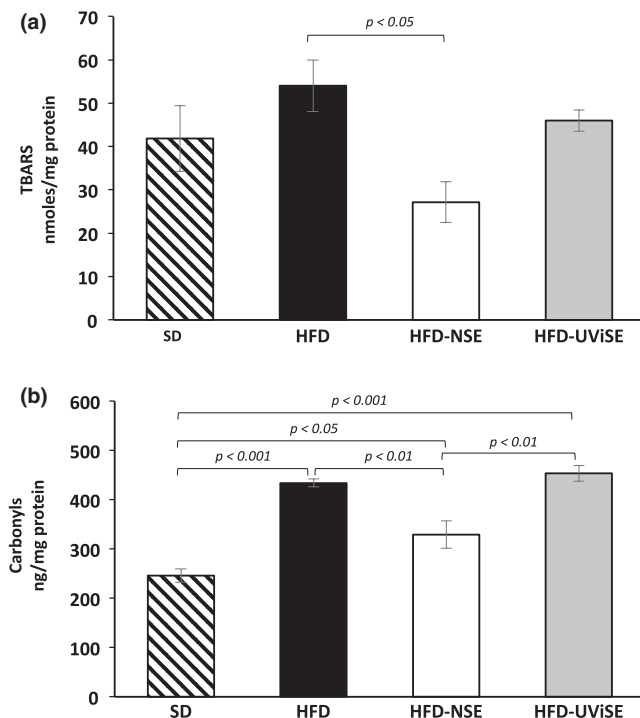 (a)
70
60
50
40
30
20
10
0
TBARS
nmoles/mg protein
p < 0.05
SD HFD HFD-NSE HFD-UViSE
(b)
600
500
400
300
200
100
0
Carbonyls
ng/mg protein
p < 0.001
p < 0.05
p < 0.001 p < 0.01 p < 0.01
SD HFD HFD-NSE HFD-UViSE